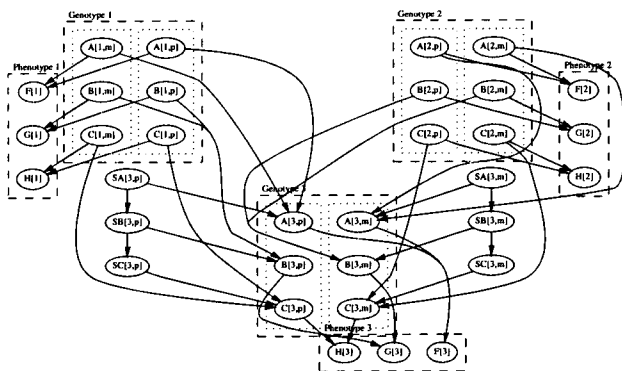 Genotype 1
Genotype 2
A[1,m] A[1,p] A[2,p] A[2,m]
Phenotype 1
Phenotype 2
F[1] B[1,m] B[1,p] B[2,p] B[2,m] F[2]
G[1] C[1,m] C[1,p] C[2,p] C[2,m] G[2]
H[1] H[2]
SA[3,p] SA[3,m]
Genotype 3
SB[3,p] A[3,p] A[3,m] SB[3,m]
SC[3,p] B[3,p] B[3,m] SC[3,m]
C[3,p] C[3,m]
Phenotype 3
H[3] G[3] F[3]